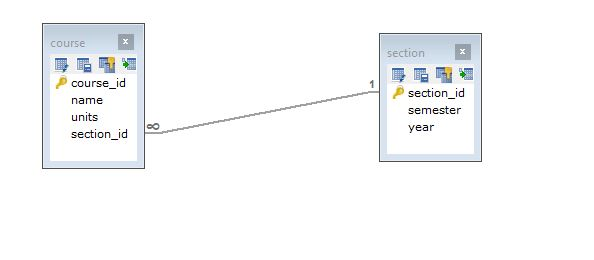 course
course_id
name
units
section_id
∞
1
section
section_id
semester
year